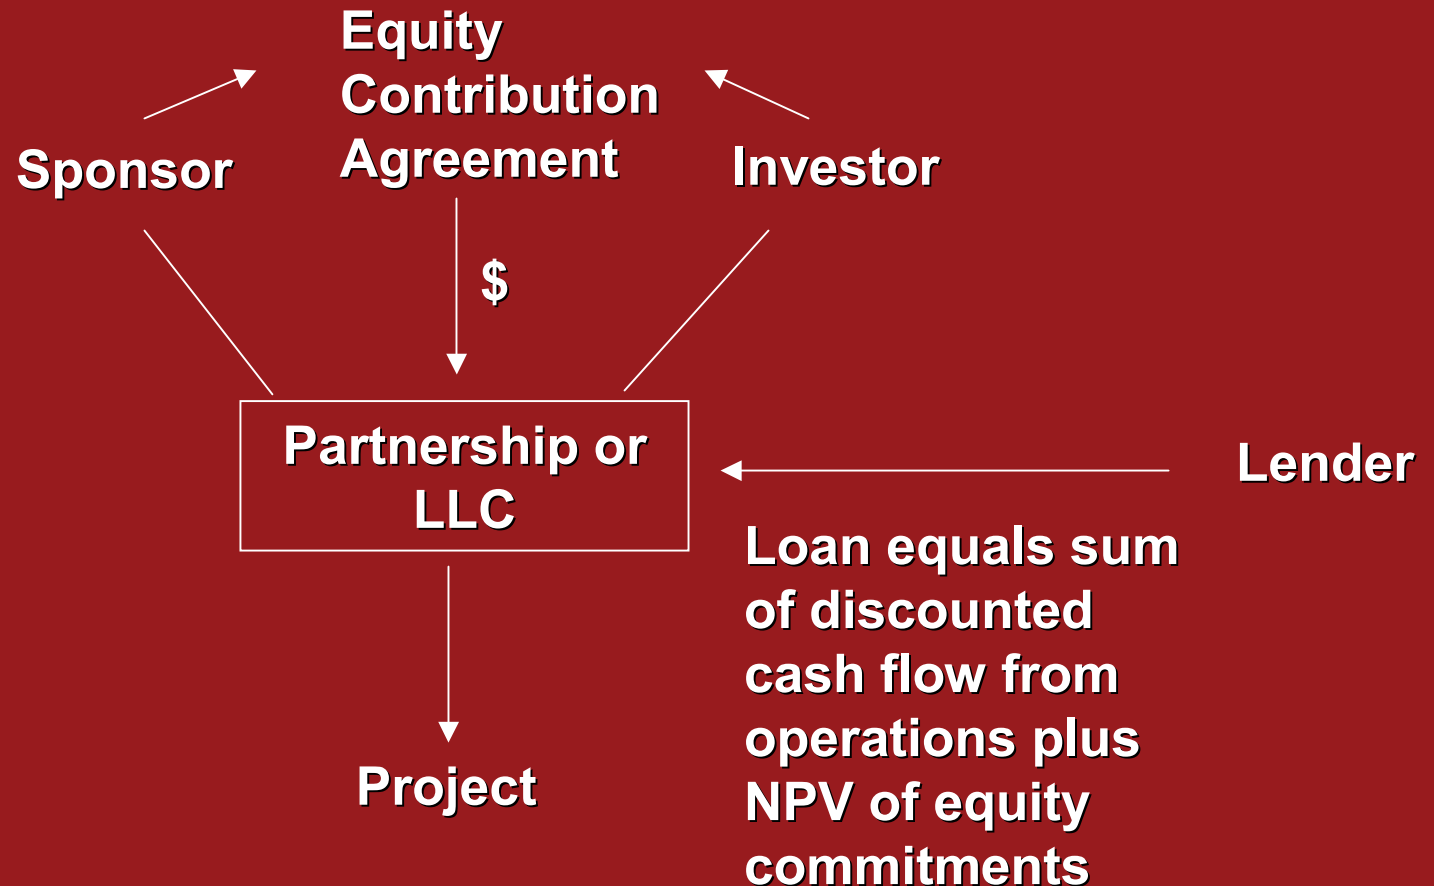 Equity
Contribution
Agreement
Sponsor
Investor
$
Partnership or
LLC
Lender
Loan equals sum
of discounted
cash flow from
operations plus
NPV of equity
commitments
Project